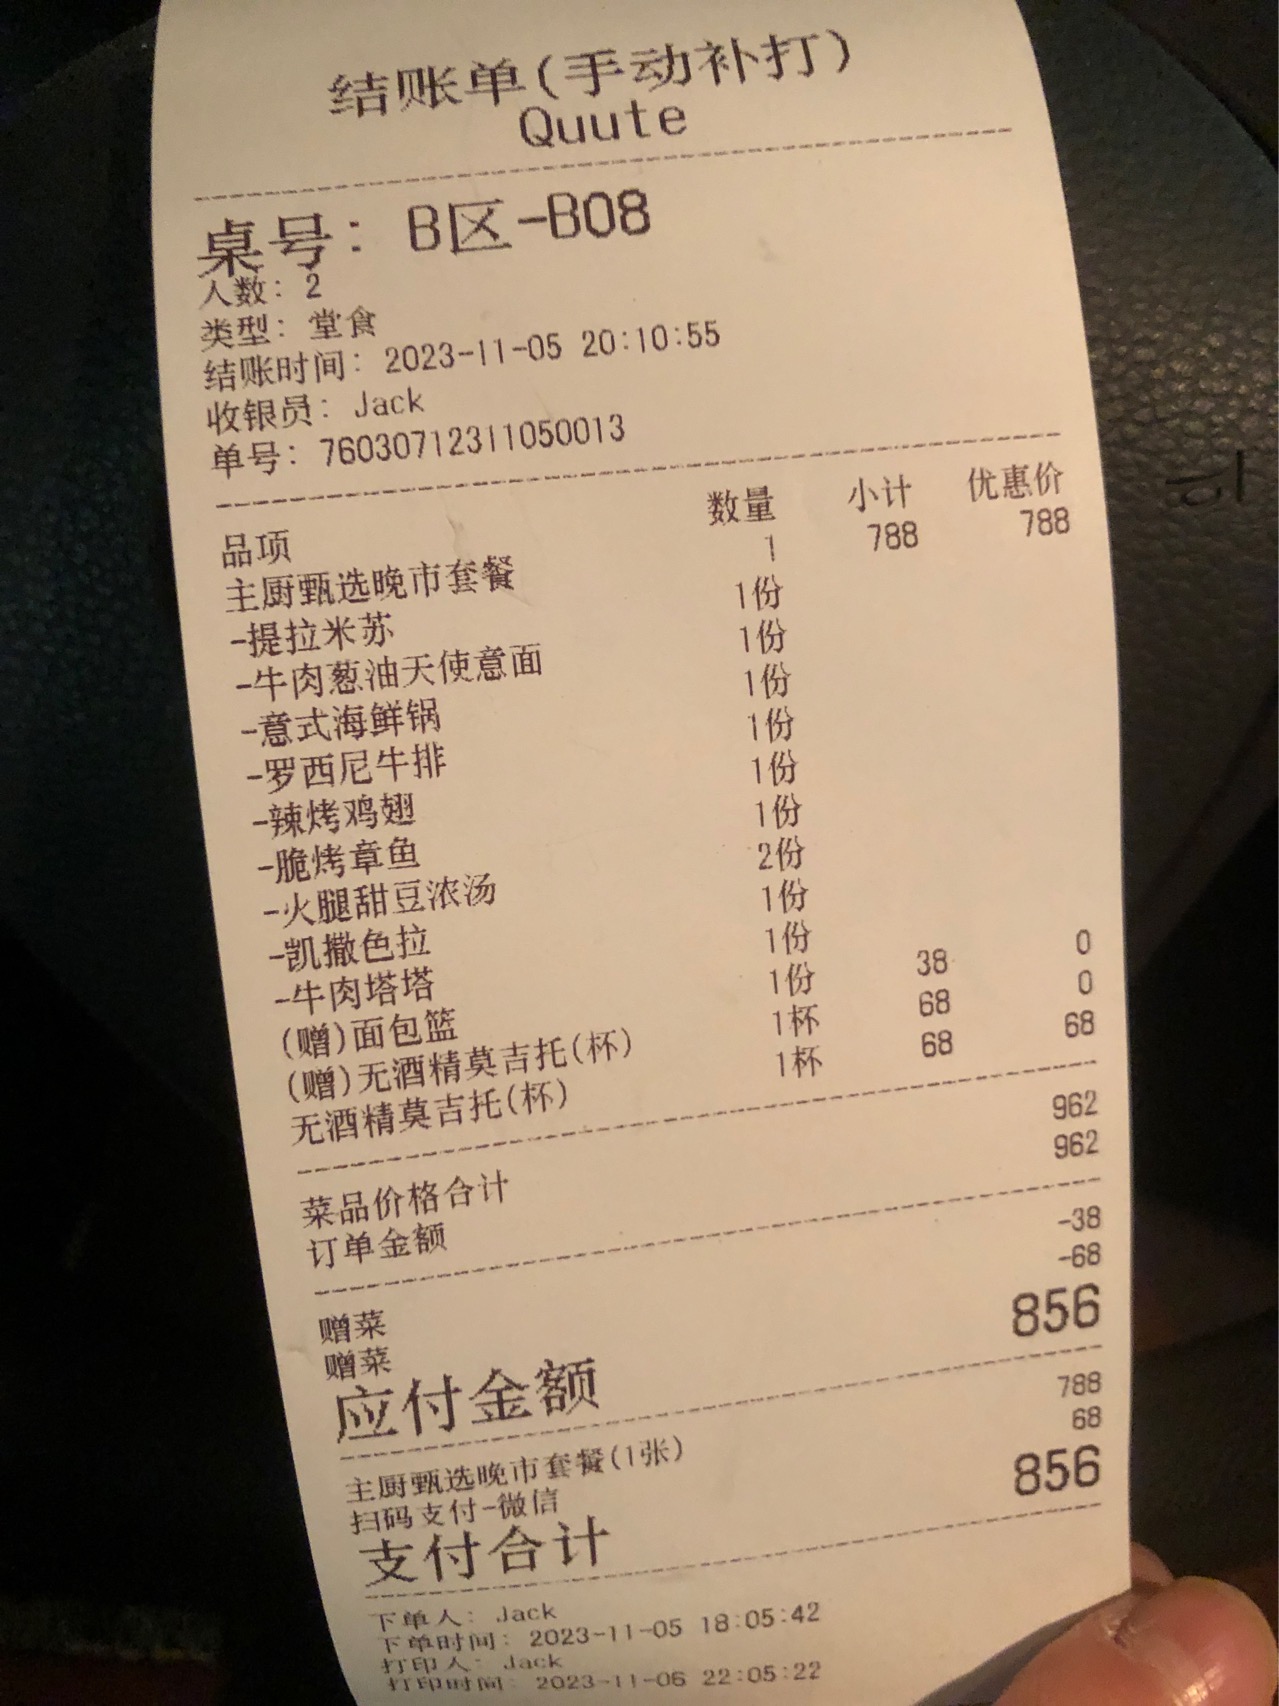 结账单(手动补打)
Quute
桌号: B区-B08
人数: 2
类型: 堂食
结账时间: 2023-11-05 20:10:55
收银员: Jack
单号: 76030712311050013
品项 数量 小计 优惠价
主厨甄选晚市套餐 1 788 788
-提拉米苏 1份
-牛肉葱油天使意面 1份
-意式海鲜锅 1份
-罗西尼牛排 1份
-辣烤鸡翅 1份
-脆烤章鱼 1份
-火腿甜豆浓汤 2份
-凯撒色拉 1份
-牛肉塔塔 1份
(赠)面包篮 1份 38 0
(赠)无酒精莫吉托(杯) 1杯 68 0
无酒精莫吉托(杯) 1杯 68 68
菜品价格合计 962
订单金额 962
赠菜 -38
赠菜 -68
应付金额 856
主厨甄选晚市套餐(1张) 788
扫码支付-微信 68
支付合计 856
下单人: Jack
下单时间: 2023-11-05 18:05:42
打印人: Jack
打印时间: 2023-11-06 22:05:22